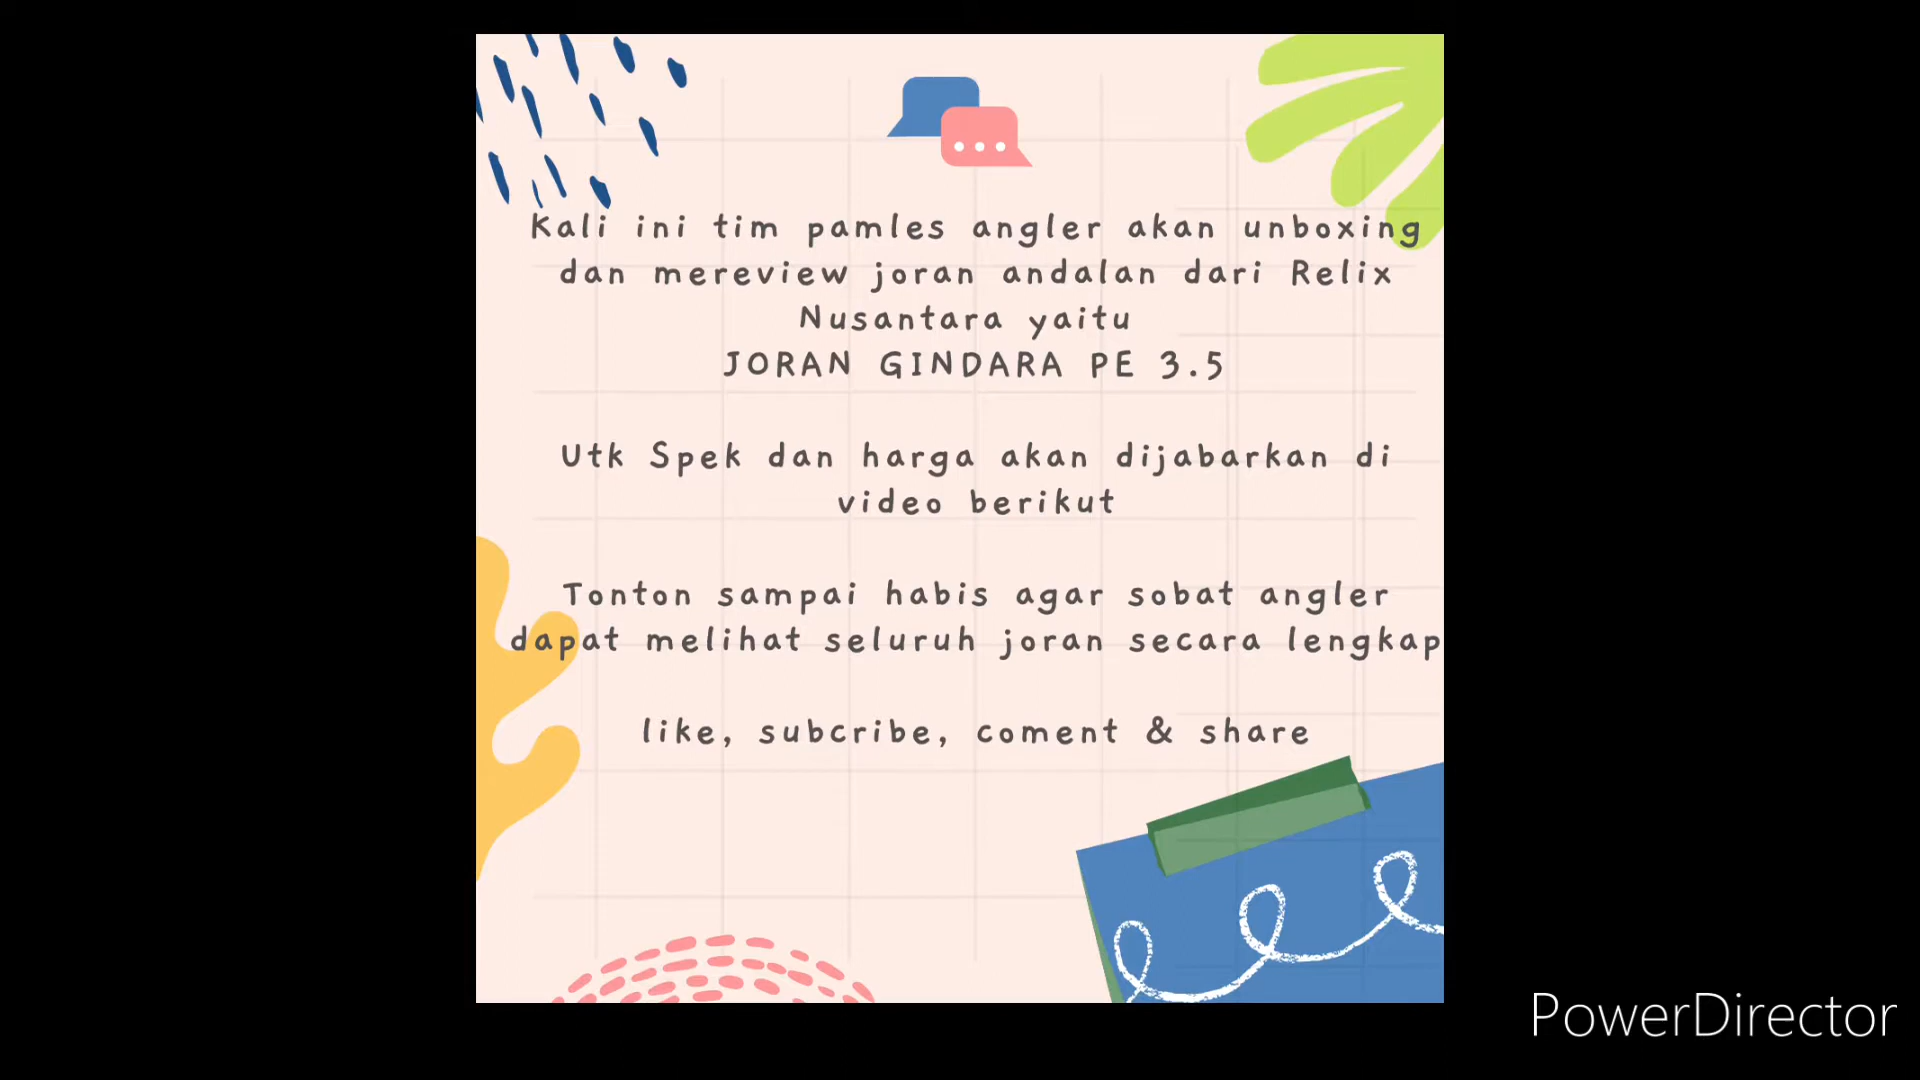 Kali ini tim pamles angler akan unboxing
dan mereview joran andalan dari Relix
Nusantara yaitu
JORAN GINDARA PE 3.5
Utk Spek dan harga akan dijabarkan di
video berikut
Tonton sampai habis agar sobat angler
dapat melihat seluruh joran secara lengkap
like, subcribe, coment & share
PowerDirector